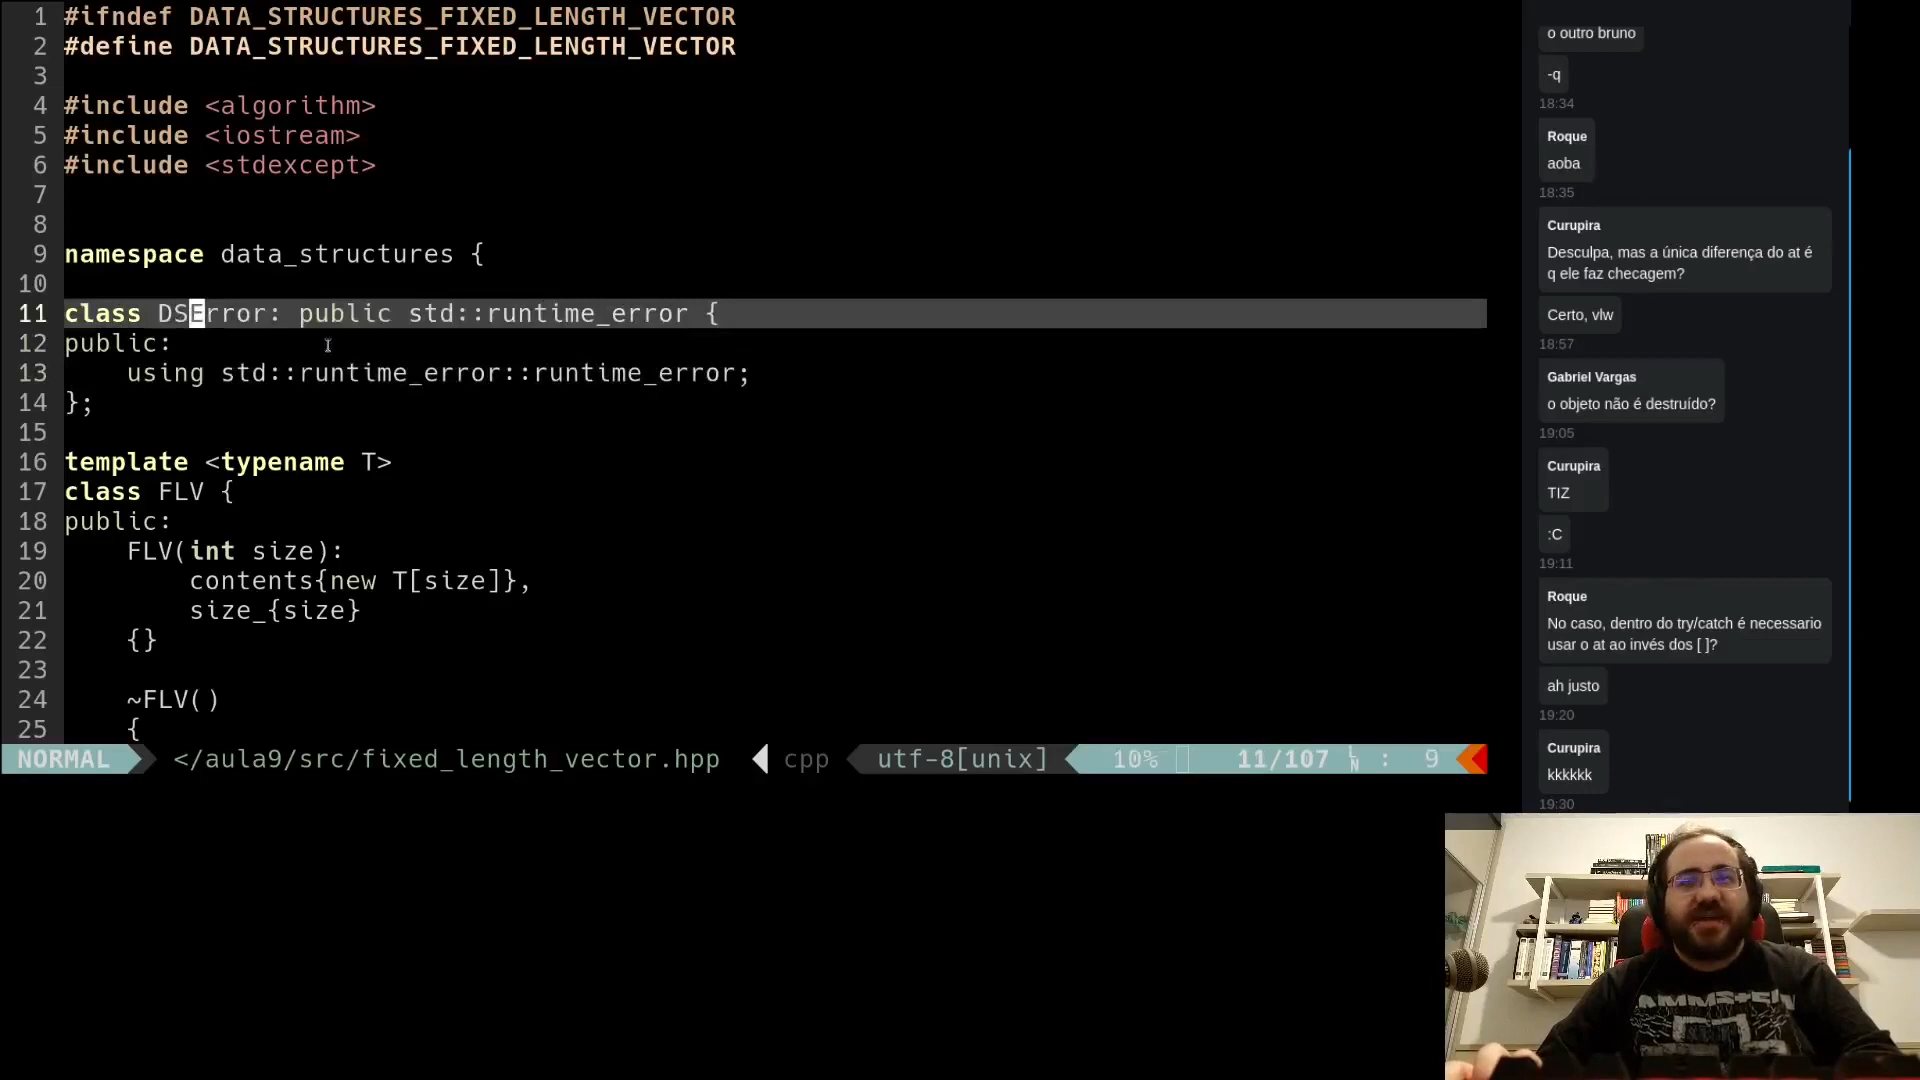 1 #ifndef DATA_STRUCTURES_FIXED_LENGTH_VECTOR
2 #define DATA_STRUCTURES_FIXED_LENGTH_VECTOR
3
4 #include <algorithm>
5 #include <iostream>
6 #include <stdexcept>
7
8
9 namespace data_structures {
10
11 class DSError: public std::runtime_error {
12 public:
13     using std::runtime_error::runtime_error;
14 };
15
16 template <typename T>
17 class FLV {
18 public:
19     FLV(int size):
20         contents{new T[size]},
21         size_{size}
22     {}
23
24     ~FLV()
25     {
NORMAL </aula9/src/fixed_length_vector.hpp cpp utf-8[unix] 10% 11/107 LN : 9
o outro bruno
-q
18:34
Roque
aoba
18:35
Curupira
Desculpa, mas a única diferença do at é
q ele faz checagem?
Certo, vlw
18:57
Gabriel Vargas
o objeto não é destruído?
19:05
Curupira
TIZ
:C
19:11
Roque
No caso, dentro do try/catch é necessario
usar o at ao invés dos [ ]?
ah justo
19:20
Curupira
kkkkkk
19:30